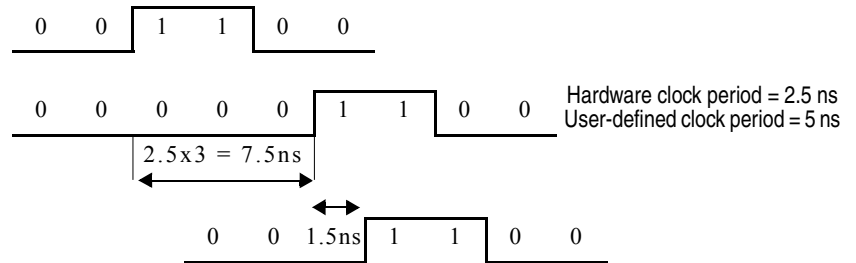 0 0 1 1 0 0
0 0 0 0 0 1 1 0 0
Hardware clock period = 2.5 ns
User-defined clock period = 5 ns
2.5x3 = 7.5ns
0 0 1.5ns 1 1 0 0